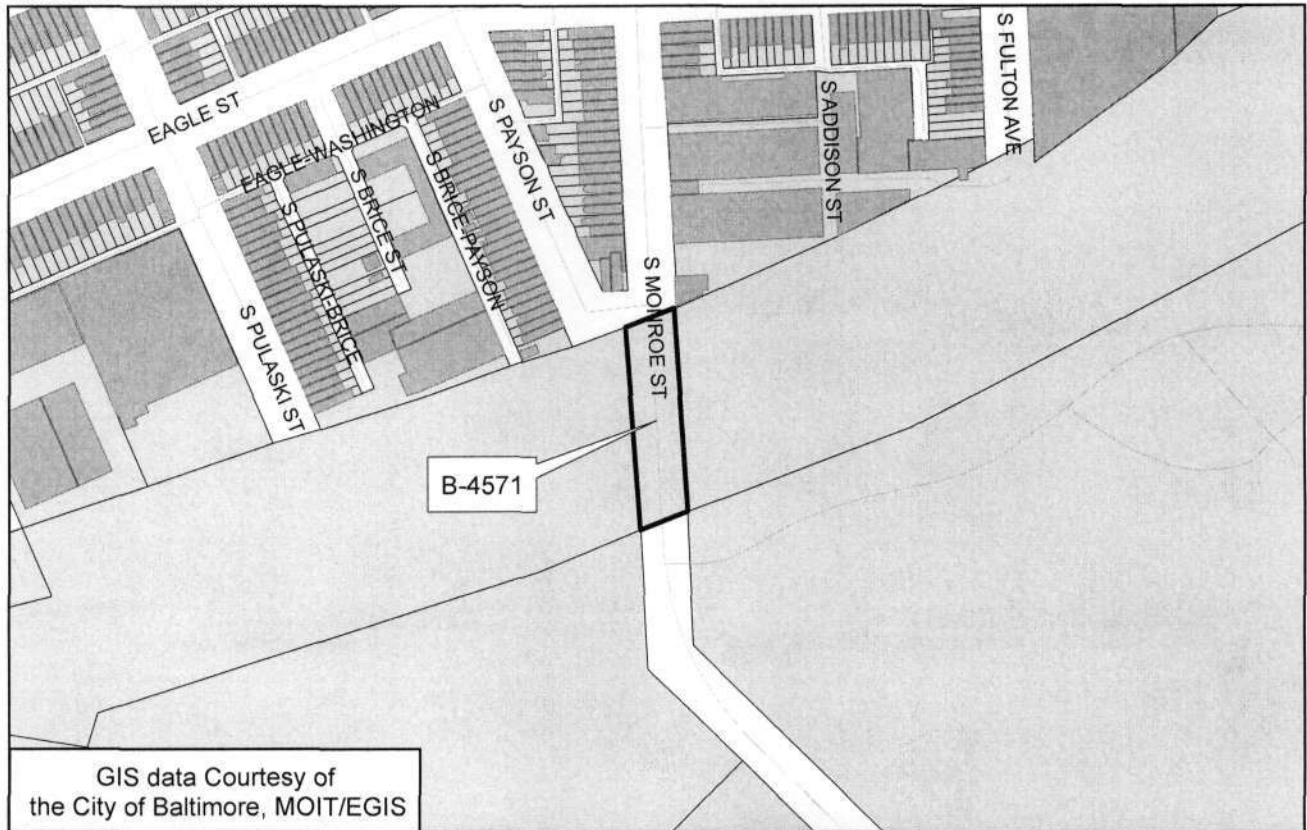 EAGLE ST
EAGLE-WASHINGTON
S PULASKI ST
S PULASKI-BRICE
S BRICE ST
S BRICE-PAYSON
S PAYSON ST
S MONROE ST
S ADDISON ST
S FULTON AVE
B-4571
GIS data Courtesy of
the City of Baltimore, MOIT/EGIS